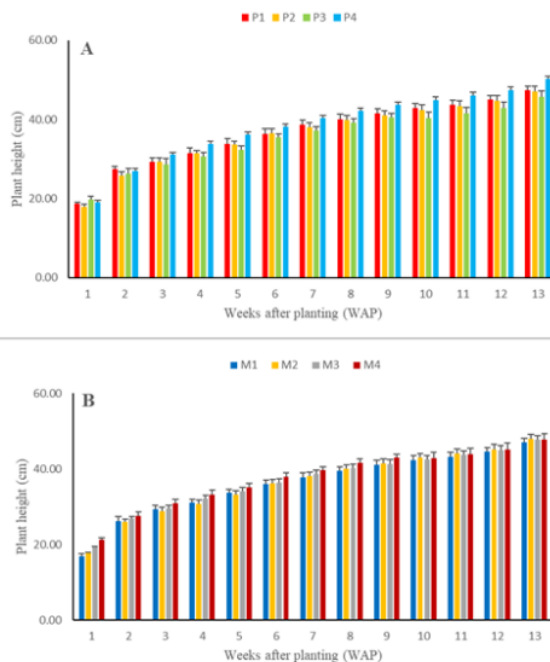 P1 P2 P3 P4
A
60.00
40.00
20.00
0.00
Plant height (cm)
1 2 3 4 5 6 7 8 9 10 11 12 13
Weeks after planting (WAP)
M1 M2 M3 M4
B
60.00
40.00
20.00
0.00
Plant height (cm)
1 2 3 4 5 6 7 8 9 10 11 12 13
Weeks after planting (WAP)